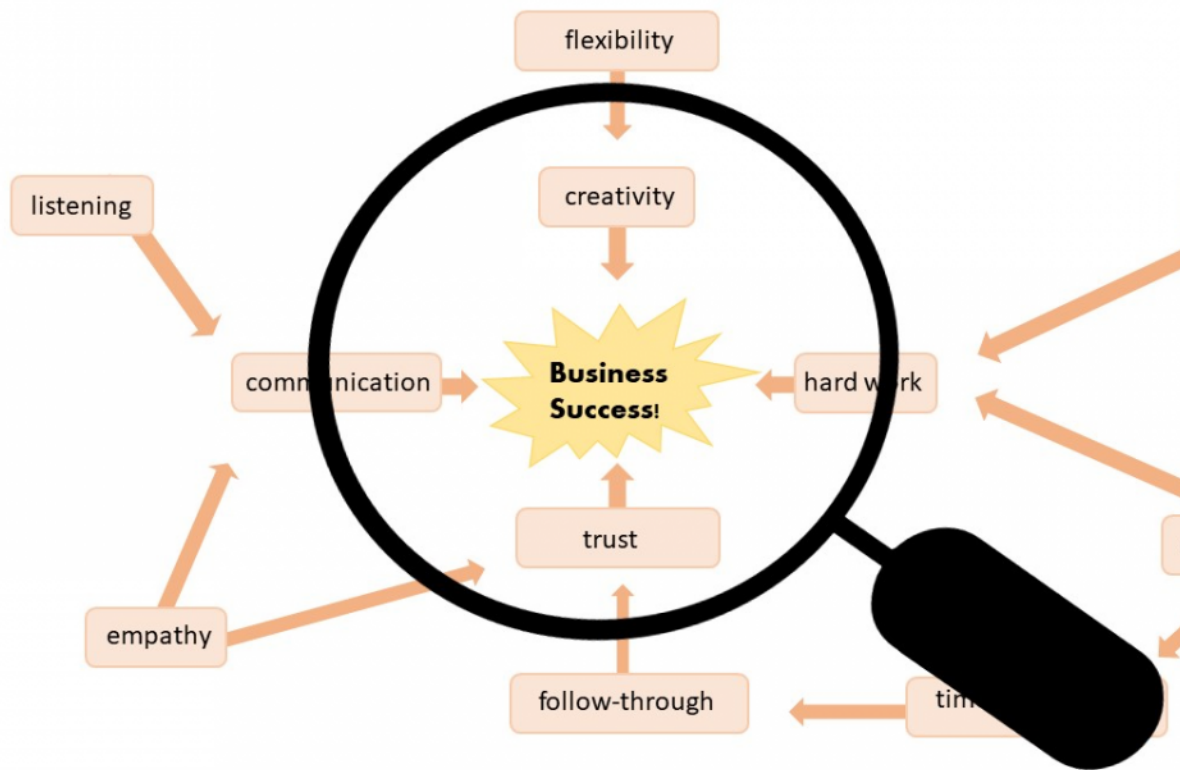 flexibility
creativity
listening
Business
Success!
communication
hard work
trust
empathy
follow-through